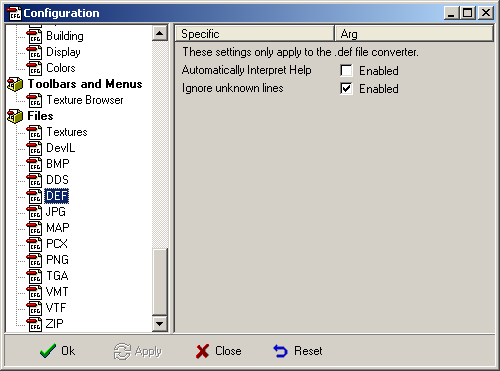 Configuration
Building
Display
Colors
Toolbars and Menus
Texture Browser
Files
Textures
DevIL
BMP
DDS
DEF
JPG
MAP
PCX
PNG
TGA
VMT
VTF
ZIP
Specific Arg
These settings only apply to the .def file converter.
Automatically Interpret Help Enabled
Ignore unknown lines Enabled
Ok Apply Close Reset